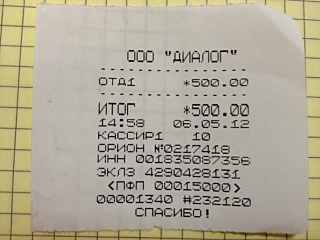 ООО "ДИАЛОГ"
ОТД1 *500.00
ИТОГ *500.00
14:58 06.05.12
КАССИР1 10
ОРИОН №0217418
ИНН 001835087356
ЭКЛЗ 4290428131
<ПФП 00015000>
00001340 #232120
СПАСИБО!